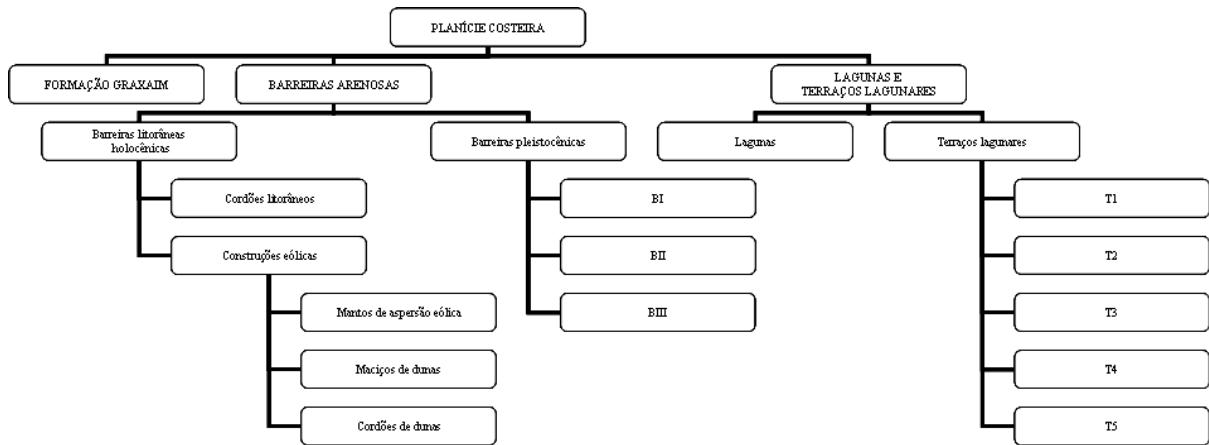 PLANÍCIE COSTEIRA
FORMAÇÃO GRAXAIM
BARREIRAS ARENOSAS
LAGUNAS E
TERRAÇOS LAGUNARES
Barreiras litorâneas
holocênicas
Barreiras pleistocênicas
Lagunas
Terraços lagunares
Cordões litorâneos
BI
T1
Construções eólicas
BII
T2
Mantos de aspersão eólica
BIII
T3
Maciços de dunas
T4
Cordões de dunas
T5